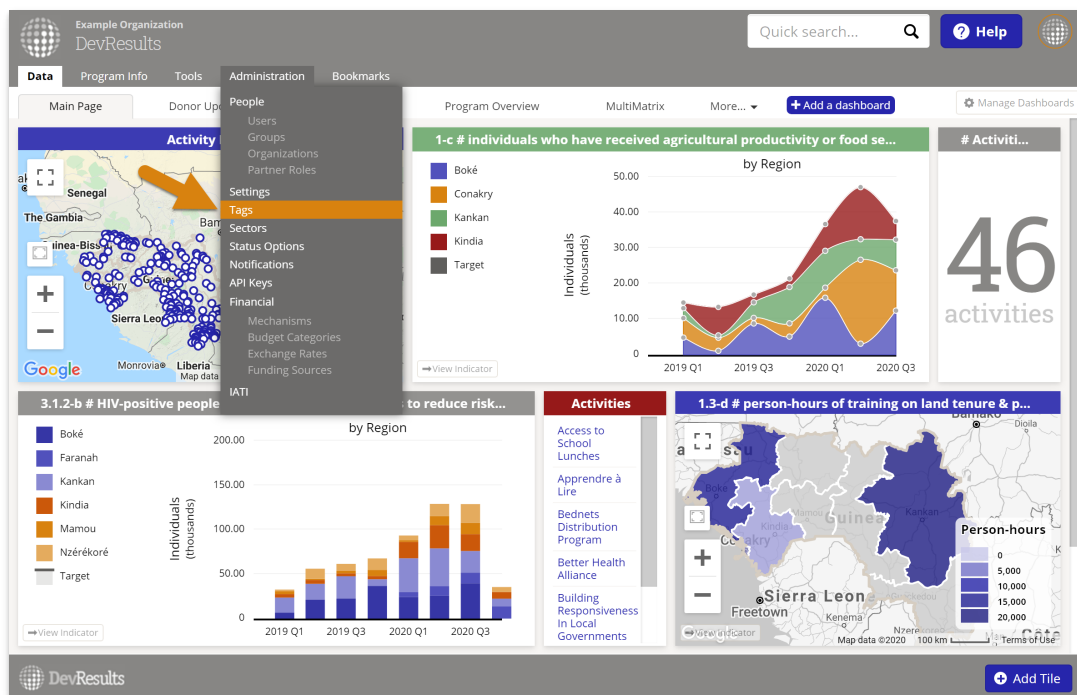 Example Organization
DevResults
Quick search...
Help
Data
Program Info
Tools
Administration
Bookmarks
Main Page
Program Overview
MultiMatrix
More...
+ Add a dashboard
Manage Dashboards
People
Users
Groups
Organizations
Partner Roles
Settings
Tags
Sectors
Status Options
Notifications
API Keys
Financial
Mechanisms
Budget Categories
Exchange Rates
Funding Sources
IATI
Activity
Senegal
The Gambia
Sierra Leo
Monrovia
Liberia
Google
Map data
1-c # individuals who have received agricultural productivity or food se...
by Region
Boké
Conakry
Kankan
Kindia
Target
Individuals
(thousands)
50.00
40.00
30.00
20.00
10.00
0
2019 Q1
2019 Q3
2020 Q1
2020 Q3
View Indicator
# Activiti...
46
activities
3.1.2-b # HIV-positive people
to reduce risk...
by Region
Boké
Faranah
Kankan
Kindia
Mamou
Nzérékoré
Target
Individuals
(thousands)
200.00
150.00
100.00
50.00
0
2019 Q1
2019 Q3
2020 Q1
2020 Q3
View Indicator
Activities
Access to
School
Lunches
Apprendre à
Lire
Bednets
Distribution
Program
Better Health
Alliance
Building
Responsiveness
In Local
Governments
1.3-d # person-hours of training on land tenure & p...
Bamako
Dioila
Boké
Mamou
Guinea
Kankan
Kindia
Person-hours
0
5,000
10,000
15,000
20,000
Sierra Leon
Freetown
Kenema
View Indicator
Map data ©2020
100 km
Terms of Use
DevResults
Add Tile